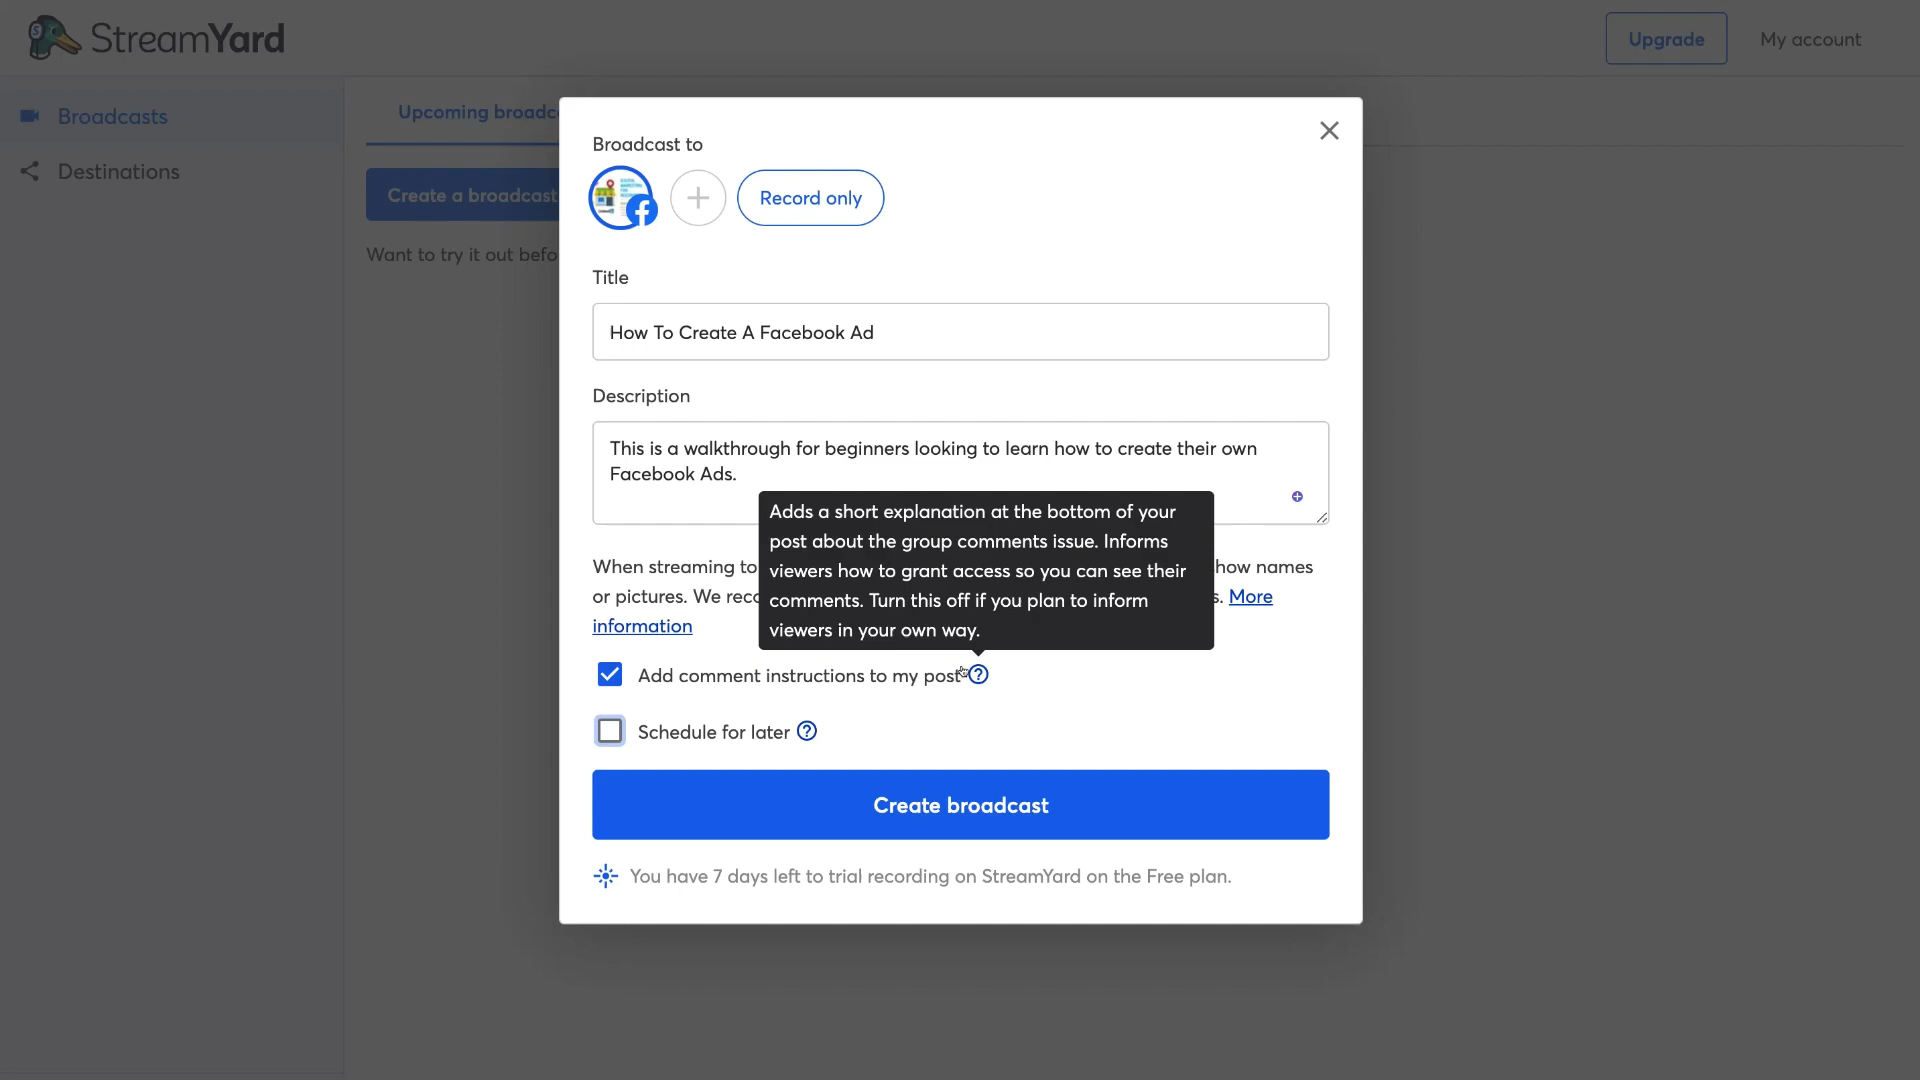 StreamYard
Upgrade
My account
Broadcasts
Destinations
Upcoming broadc
Create a broadcast
Want to try it out befo
Broadcast to
Record only
Title
How To Create A Facebook Ad
Description
This is a walkthrough for beginners looking to learn how to create their own
Facebook Ads.
Adds a short explanation at the bottom of your
post about the group comments issue. Informs
viewers how to grant access so you can see their
comments. Turn this off if you plan to inform
viewers in your own way.
When streaming to how names
or pictures. We reco s. More
information
Add comment instructions to my post
Schedule for later
Create broadcast
You have 7 days left to trial recording on StreamYard on the Free plan.